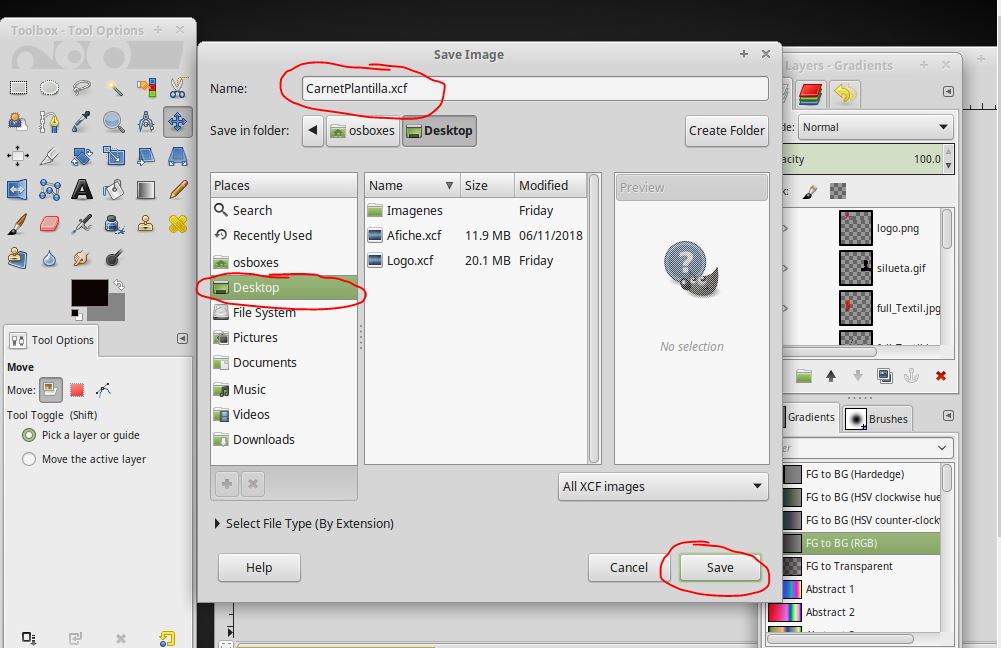 Toolbox - Tool Options
Tool Options
Move
Move:
Tool Toggle (Shift)
Pick a layer or guide
Move the active layer
Save Image
Name: CarnetPlantilla.xcf
Save in folder: osboxes Desktop Create Folder
Places
Search
Recently Used
osboxes
Desktop
File System
Pictures
Documents
Music
Videos
Downloads
Name Size Modified
Imagenes Friday
Afiche.xcf 11.9 MB 06/11/2018
Logo.xcf 20.1 MB Friday
Preview
No selection
All XCF images
Select File Type (By Extension)
Help Cancel Save
Layers - Gradients
Normal
100.0
logo.png
silueta.gif
full_Textil.jpg
Gradients Brushes
FG to BG (Hardedge)
FG to BG (HSV clockwise hue
FG to BG (HSV counter-clock
FG to BG (RGB)
FG to Transparent
Abstract 1
Abstract 2